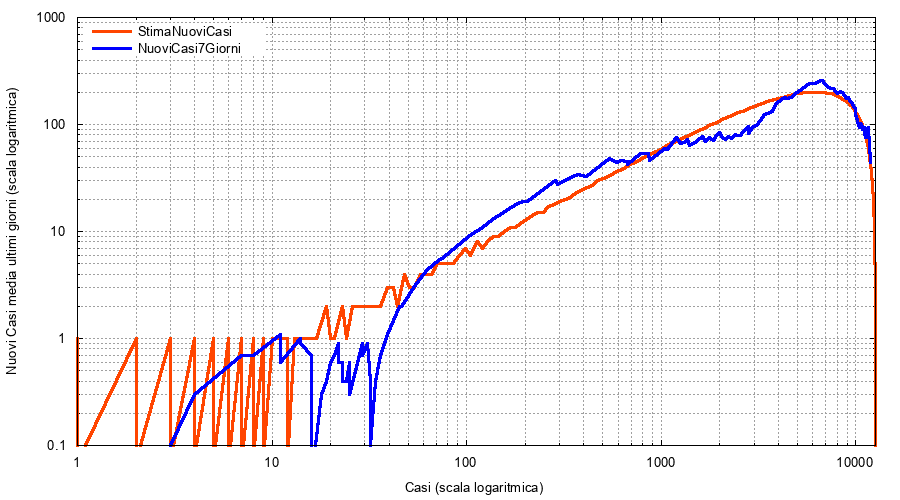 1000
StimaNuoviCasi
NuoviCasi7Giorni
100
10
1
0.1
Nuovi Casi media ultimi giorni (scala logaritmica)
1 10 100 1000 10000
Casi (scala logaritmica)